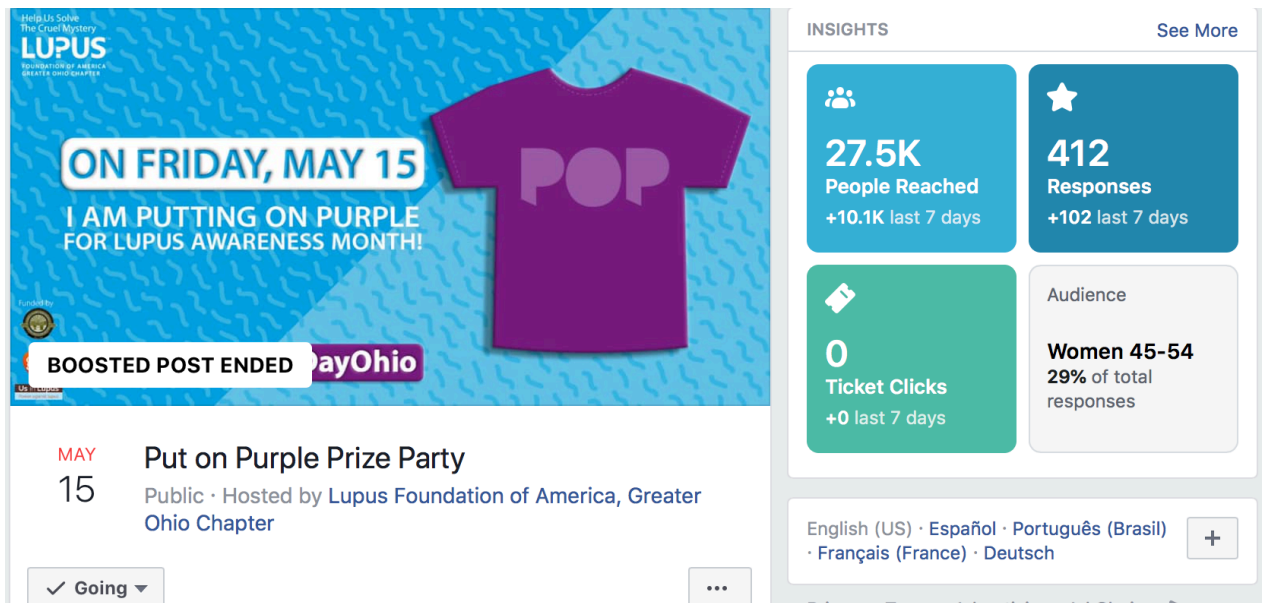 Help Us Solve
The Cruel Mystery
LUPUS
FOUNDATION OF AMERICA
GREATER OHIO CHAPTER
ON FRIDAY, MAY 15
I AM PUTTING ON PURPLE
FOR LUPUS AWARENESS MONTH!
POP
Funded by
BOOSTED POST ENDED
DayOhio
MAY
15
Put on Purple Prize Party
Public · Hosted by Lupus Foundation of America, Greater
Ohio Chapter
✓ Going
...
INSIGHTS
See More
27.5K
People Reached
+10.1K last 7 days
412
Responses
+102 last 7 days
0
Ticket Clicks
+0 last 7 days
Audience
Women 45-54
29% of total
responses
English (US) · Español · Português (Brasil)
· Français (France) · Deutsch
+